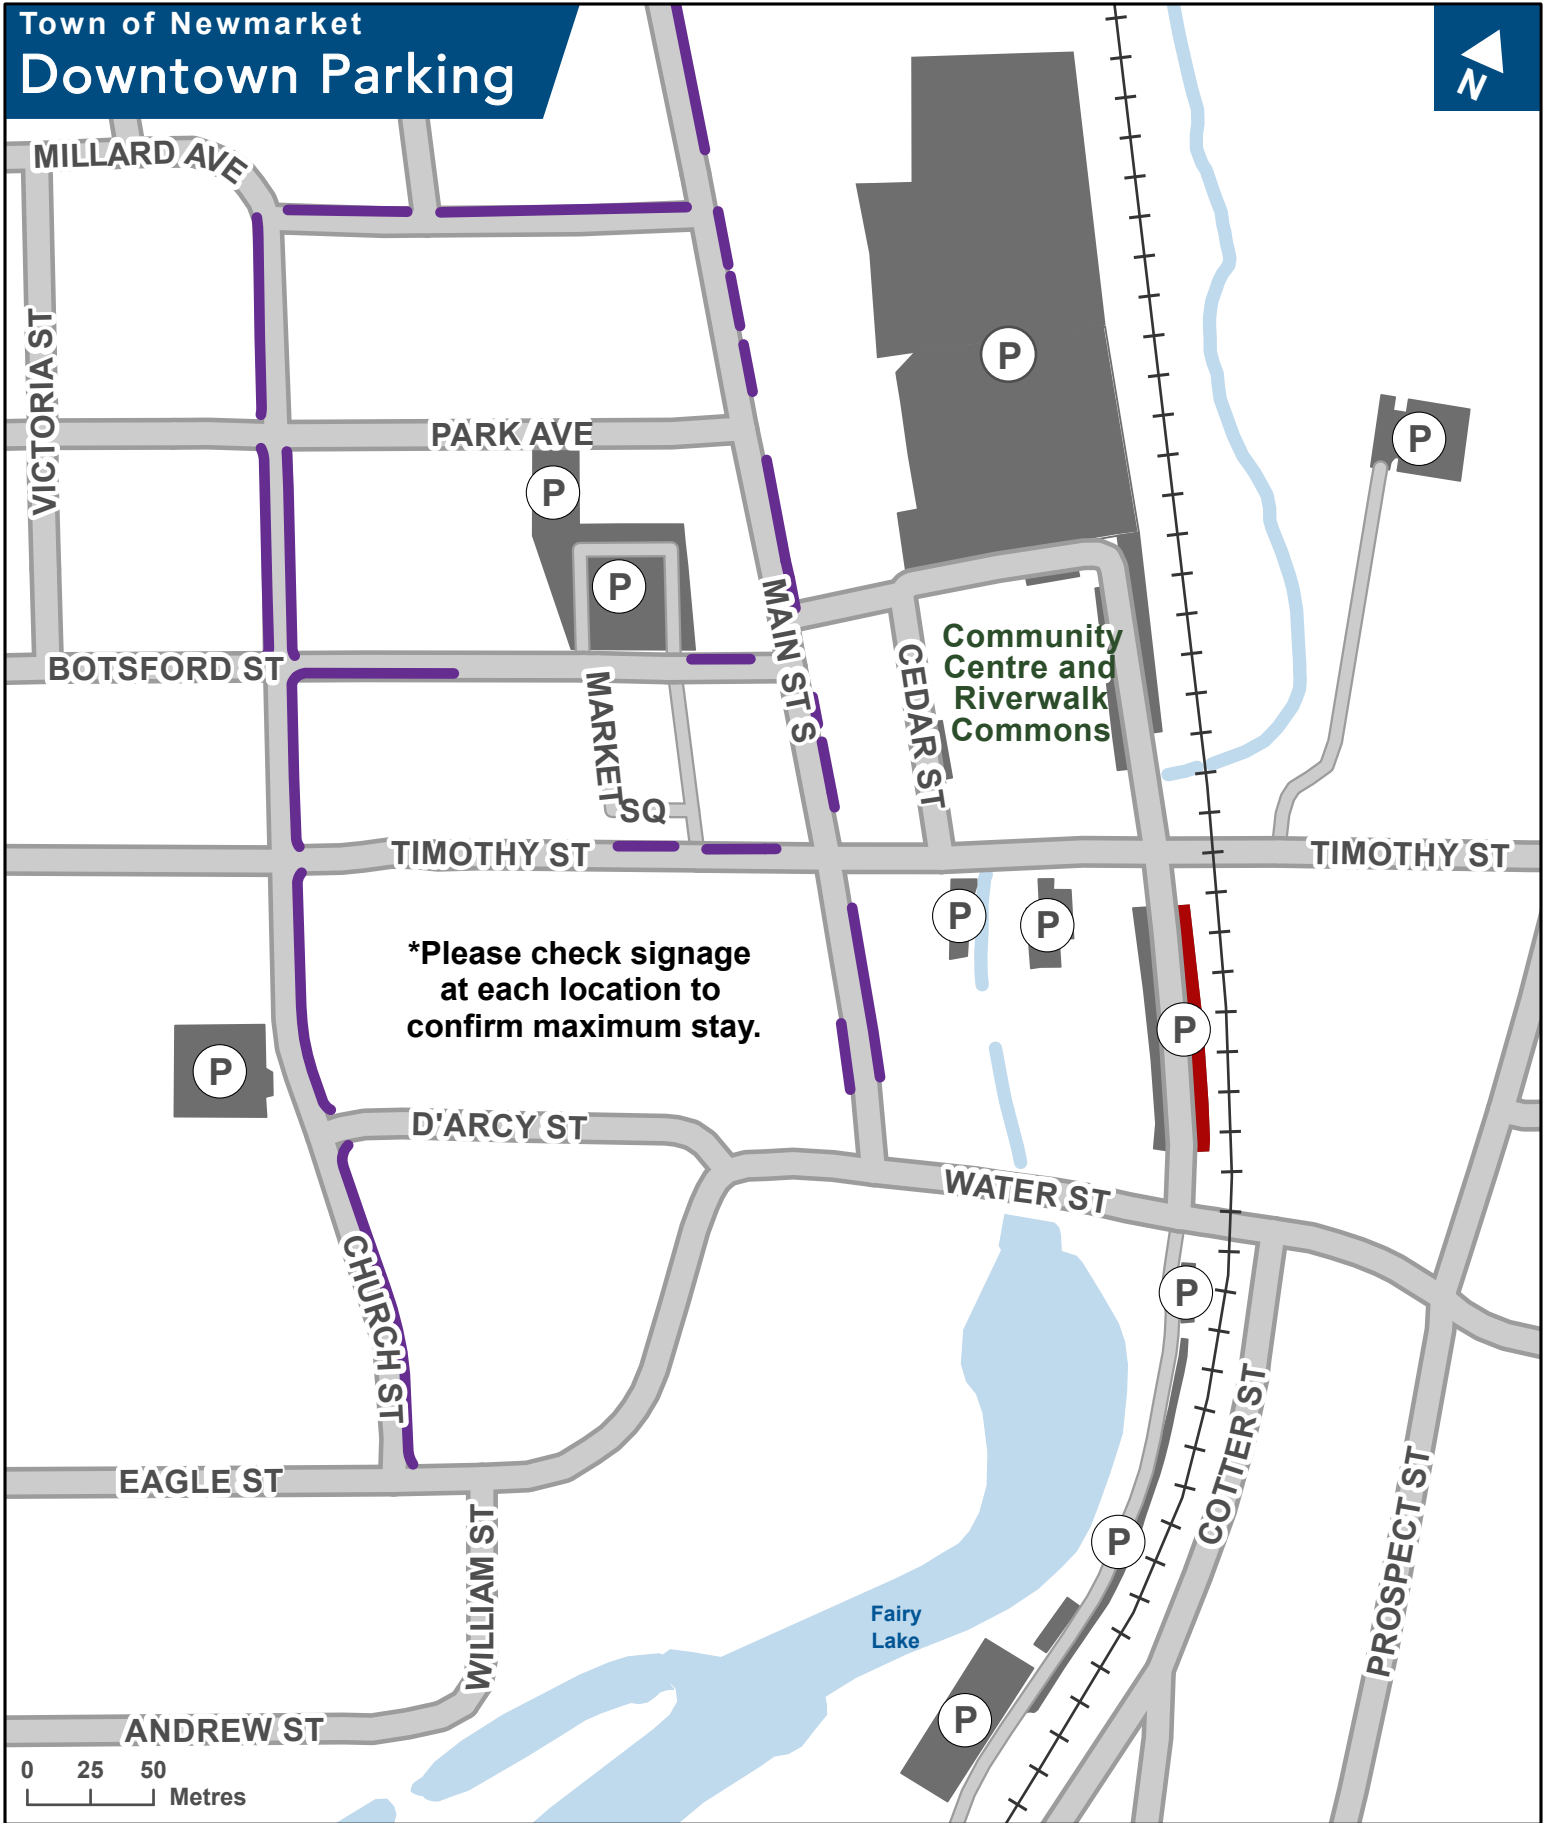 Town of Newmarket
Downtown Parking
N
MILLARD AVE
VICTORIA ST
P
PARK AVE
P
P
P
MAIN ST S
BOTSFORD ST
MARKET
SQ
CEDAR ST
Community
Centre and
Riverwalk
Commons
TIMOTHY ST
TIMOTHY ST
P
P
*Please check signage
at each location to
confirm maximum stay.
P
P
D'ARCY ST
WATER ST
CHURCH ST
P
COTTER ST
PROSPECT ST
EAGLE ST
WILLIAM ST
P
Fairy
Lake
P
ANDREW ST
0 25 50
Metres